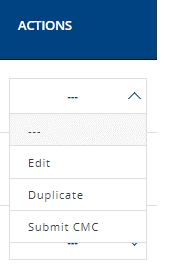 ACTIONS
---
---
Edit
Duplicate
Submit CMC
---